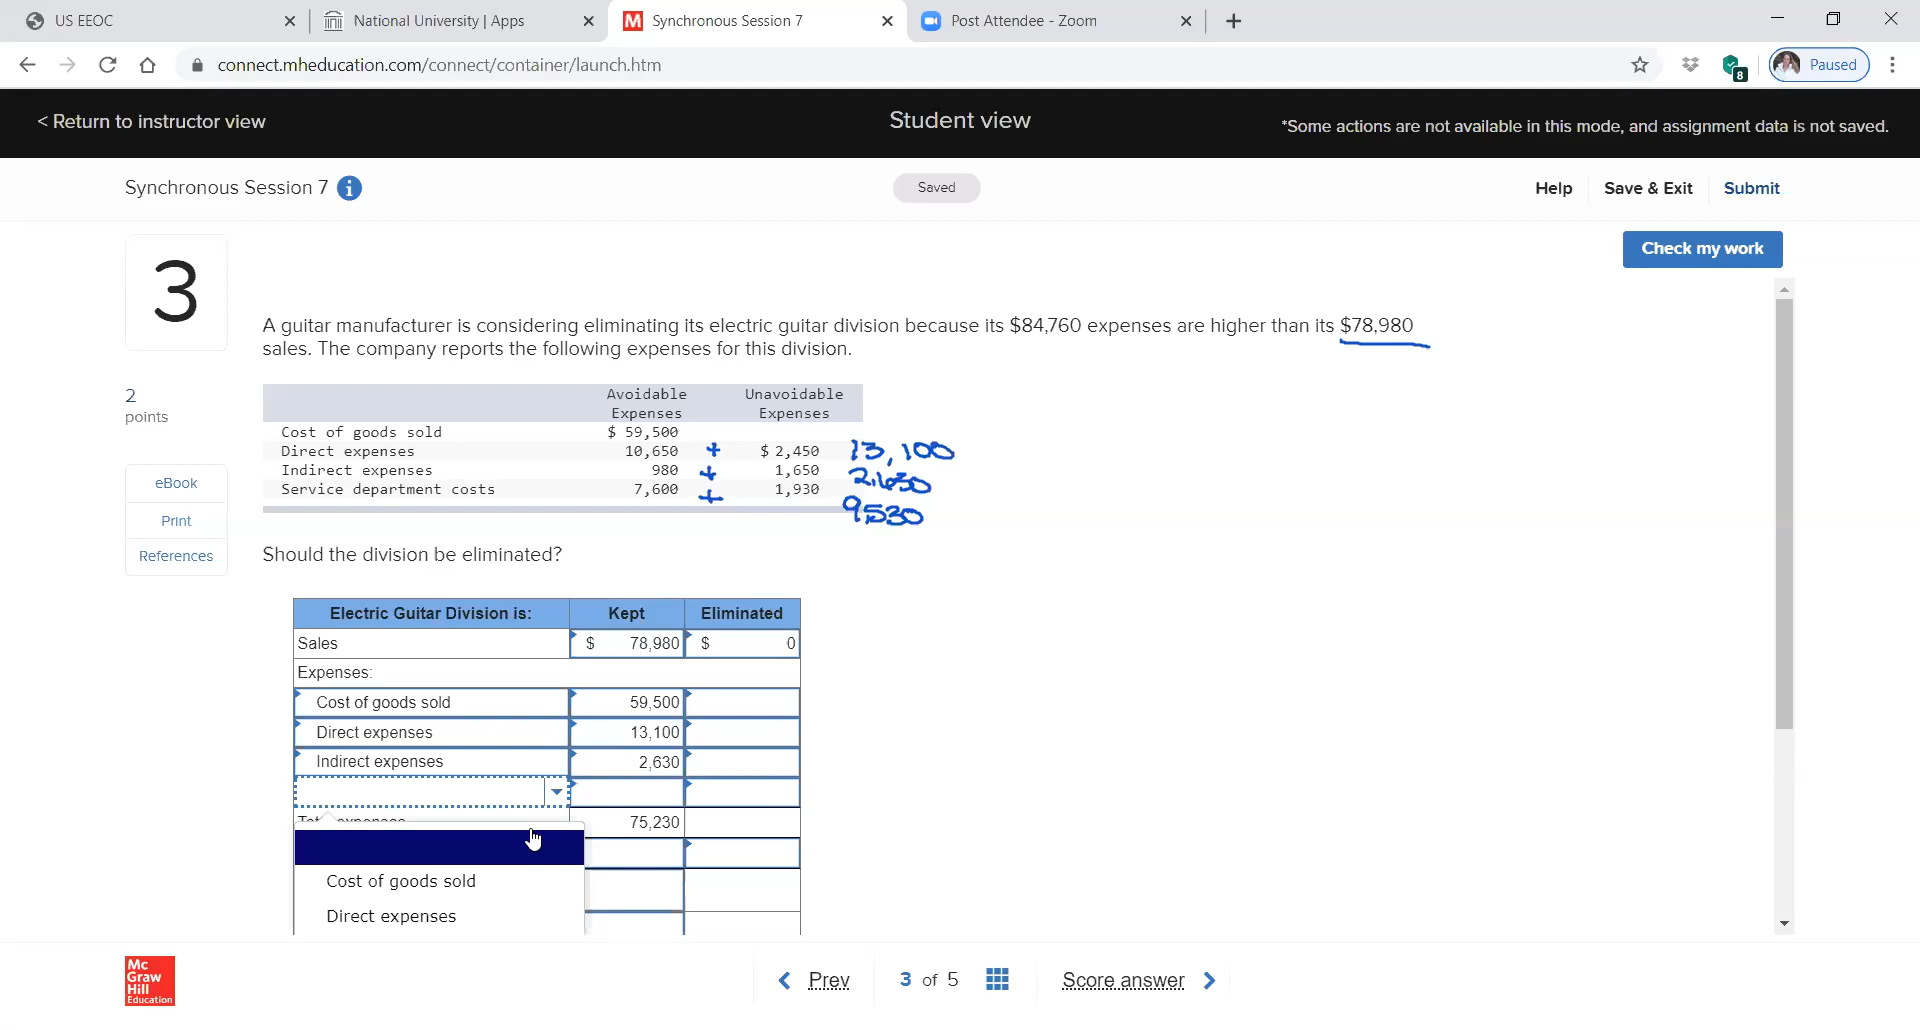 US EEOC
National University | Apps
Synchronous Session 7
Post Attendee - Zoom
connect.mheducation.com/connect/container/launch.htm
8
Paused
< Return to instructor view
Student view
*Some actions are not available in this mode, and assignment data is not saved.
Synchronous Session 7
Saved
Help
Save & Exit
Submit
3
Check my work
A guitar manufacturer is considering eliminating its electric guitar division because its $84,760 expenses are higher than its $78,980
sales. The company reports the following expenses for this division.
2
points
Avoidable Unavoidable
Expenses Expenses
Cost of goods sold $ 59,500
Direct expenses 10,650 + $ 2,450 13,100
Indirect expenses 980 + 1,650 2,630
Service department costs 7,600 + 1,930 9,530
eBook
Print
References
Should the division be eliminated?
Electric Guitar Division is: Kept Eliminated
Sales $ 78,980 $ 0
Expenses:
Cost of goods sold 59,500
Direct expenses 13,100
Indirect expenses 2,630
Total expenses 75,230
Cost of goods sold
Direct expenses
Mc
Graw
Hill
Education
Prev
3 of 5
Score answer